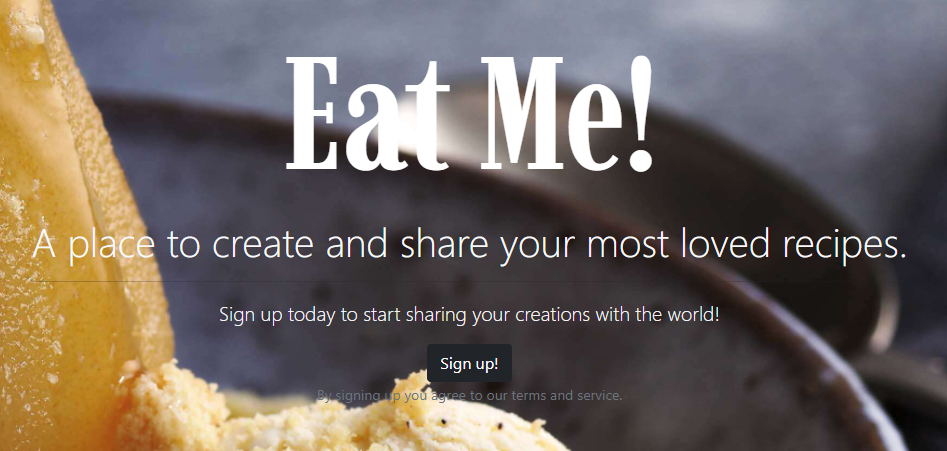 Eat Me!
A place to create and share your most loved recipes.
Sign up today to start sharing your creations with the world!
Sign up!
By signing up you agree to our terms and service.